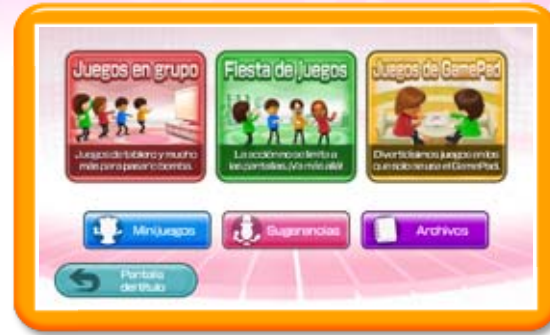 Juegos en grupo
Fiesta de juegos
Juegos de GamePad
Juegos de tablero y mucho
más para pasarlo bomba.
La acción no se limita a
las pantallas. ¡Va más allá!
Divertidísimos juegos en los
que solo se usa el GamePad.
Minijuegos
Sugerencias
Archivos
Pantalla
del título